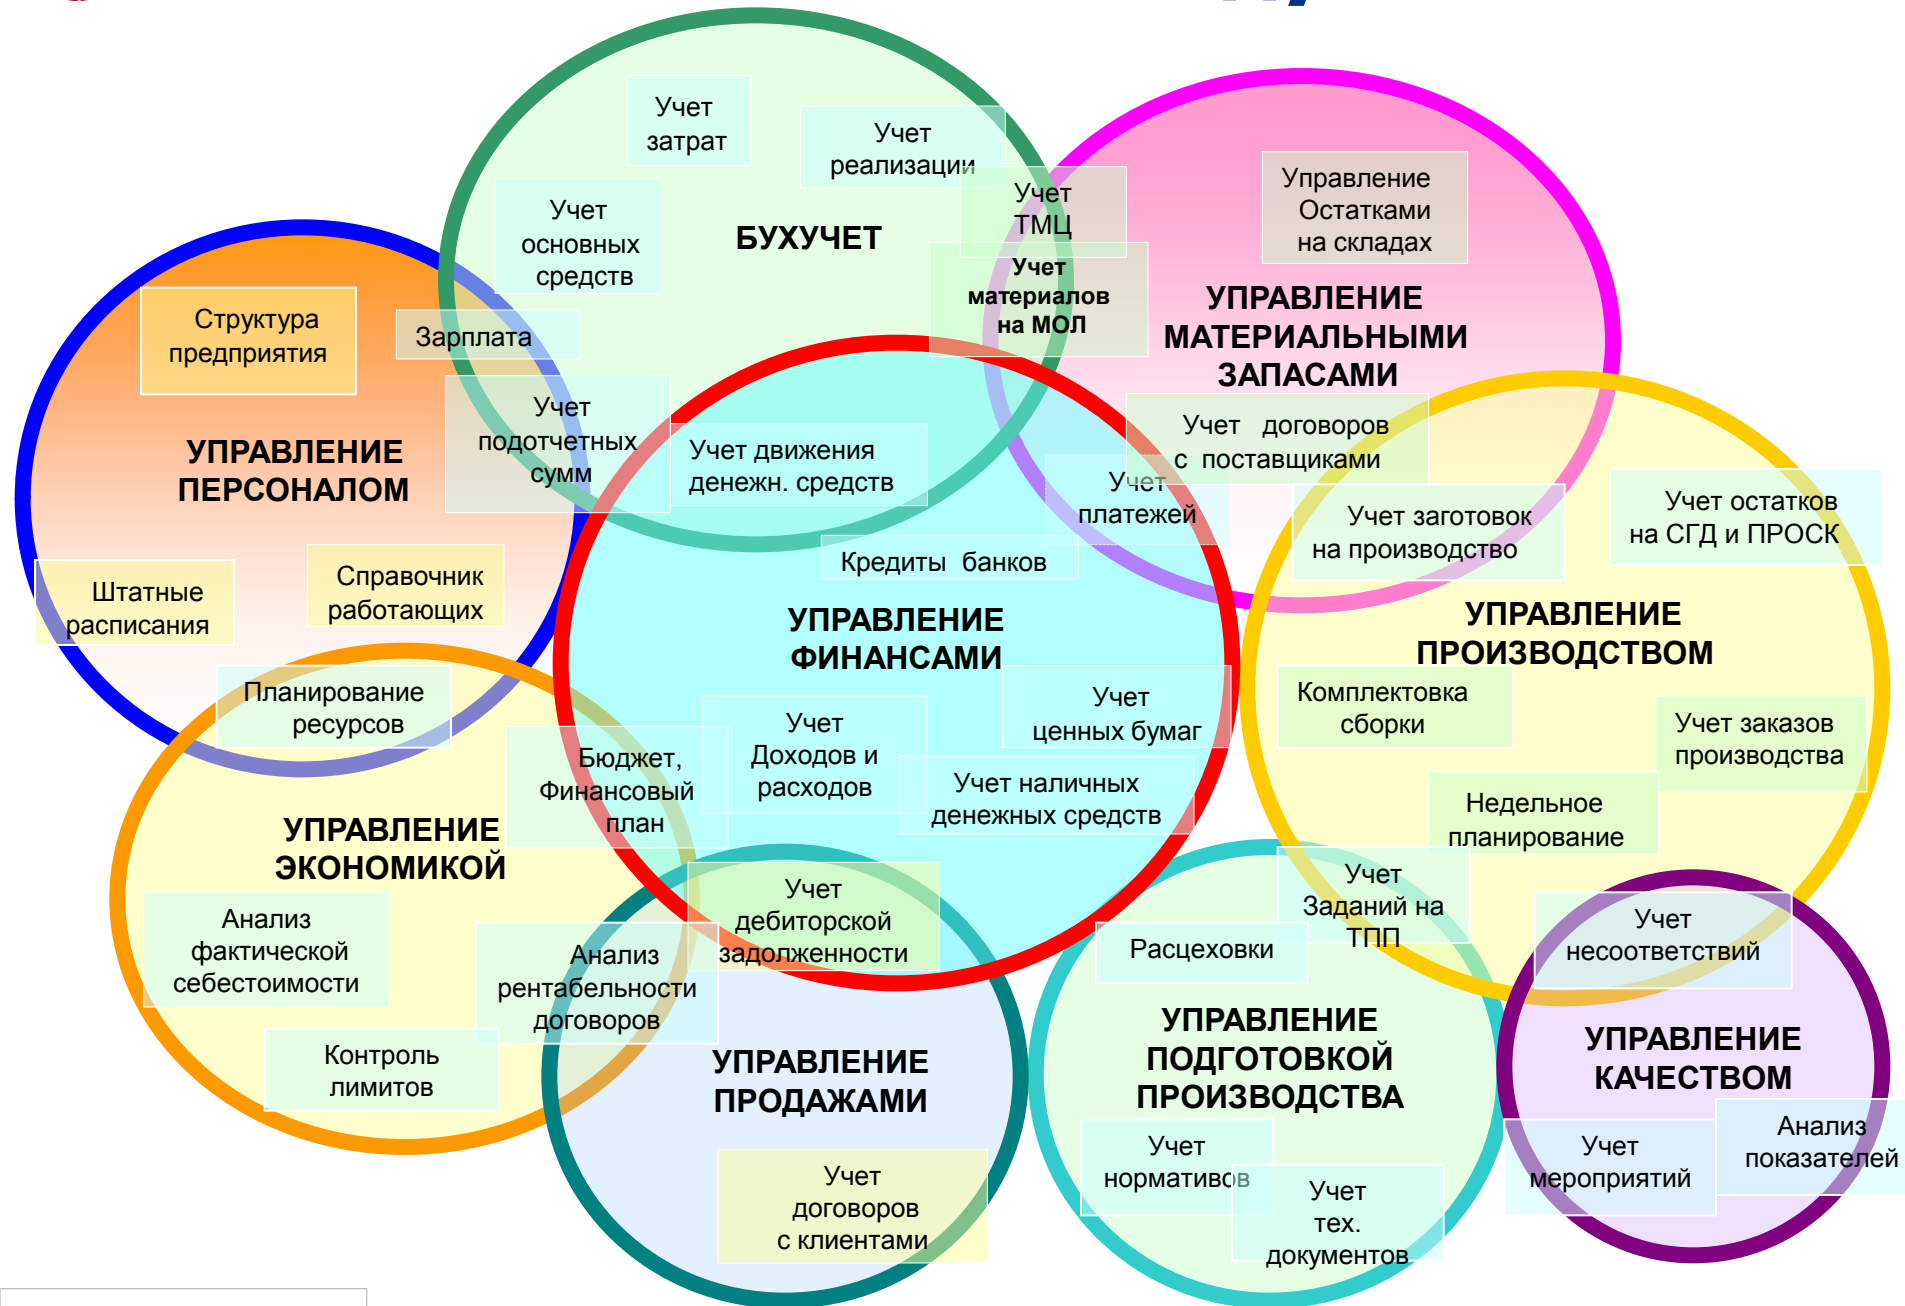 Учет
затрат
Учет
реализации
Учет
основных
средств
БУХУЧЕТ
Учет
ТМЦ
Учет
материалов
на МОЛ
Управление
Остатками
на складах
УПРАВЛЕНИЕ
МАТЕРИАЛЬНЫМИ
ЗАПАСАМИ
Структура
предприятия
Зарплата
УПРАВЛЕНИЕ
ПЕРСОНАЛОМ
Учет
подотчетных
сумм
Учет движения
денежн. средств
Учет договоров
с поставщиками
Учет
платежей
Учет заготовок
на производство
Учет остатков
на СГД и ПРОСК
Кредиты банков
Штатные
расписания
Справочник
работающих
УПРАВЛЕНИЕ
ФИНАНСАМИ
УПРАВЛЕНИЕ
ПРОИЗВОДСТВОМ
Планирование
ресурсов
Бюджет,
Финансовый
план
Учет
Доходов и
расходов
Учет
ценных бумаг
Учет наличных
денежных средств
Комплектовка
сборки
Учет заказов
производства
Недельное
планирование
УПРАВЛЕНИЕ
ЭКОНОМИКОЙ
Анализ
фактической
себестоимости
Анализ
рентабельности
договоров
Учет
дебиторской
задолженности
Расцеховки
Учет
Заданий на
ТПП
Учет
несоответствий
Контроль
лимитов
УПРАВЛЕНИЕ
ПРОДАЖАМИ
УПРАВЛЕНИЕ
ПОДГОТОВКОЙ
ПРОИЗВОДСТВА
УПРАВЛЕНИЕ
КАЧЕСТВОМ
Учет
договоров
с клиентами
Учет
нормативов
Учет
тех.
документов
Учет
мероприятий
Анализ
показателей